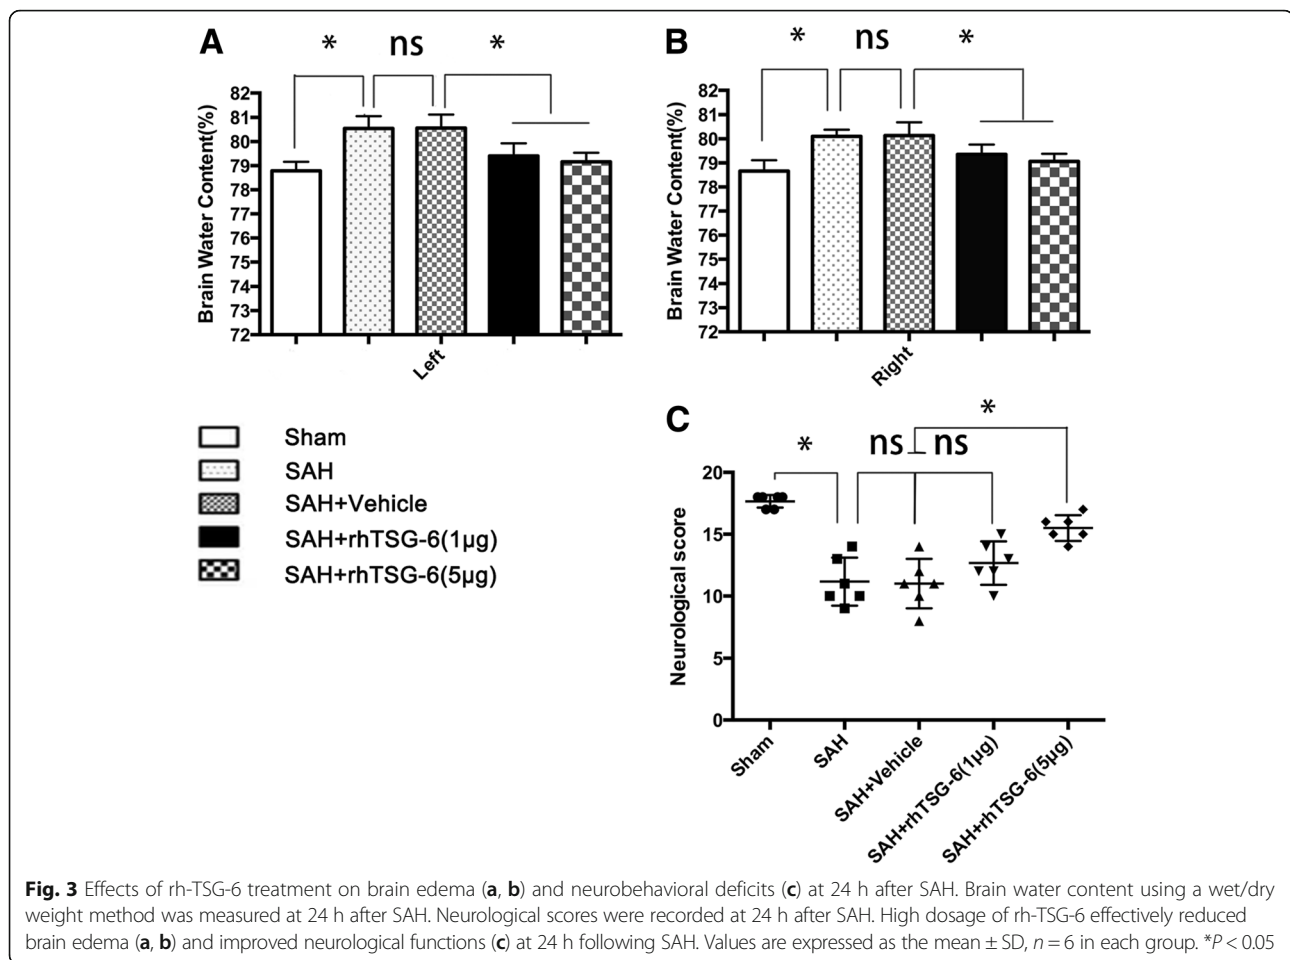 A
* ns *
Brain Water Content(%)
82
81
80
79
78
77
76
75
74
73
72
Left
B
* ns *
Brain Water Content(%)
82
81
80
79
78
77
76
75
74
73
72
Right
Sham
SAH
SAH+Vehicle
SAH+rhTSG-6(1µg)
SAH+rhTSG-6(5µg)
C
*
* ns ns
Neurological score
20
15
10
5
0
Sham
SAH
SAH+Vehicle
SAH+rhTSG-6(1µg)
SAH+rhTSG-6(5µg)
Fig. 3 Effects of rh-TSG-6 treatment on brain edema (a, b) and neurobehavioral deficits (c) at 24 h after SAH. Brain water content using a wet/dry
weight method was measured at 24 h after SAH. Neurological scores were recorded at 24 h after SAH. High dosage of rh-TSG-6 effectively reduced
brain edema (a, b) and improved neurological functions (c) at 24 h following SAH. Values are expressed as the mean ± SD, n = 6 in each group. *P < 0.05